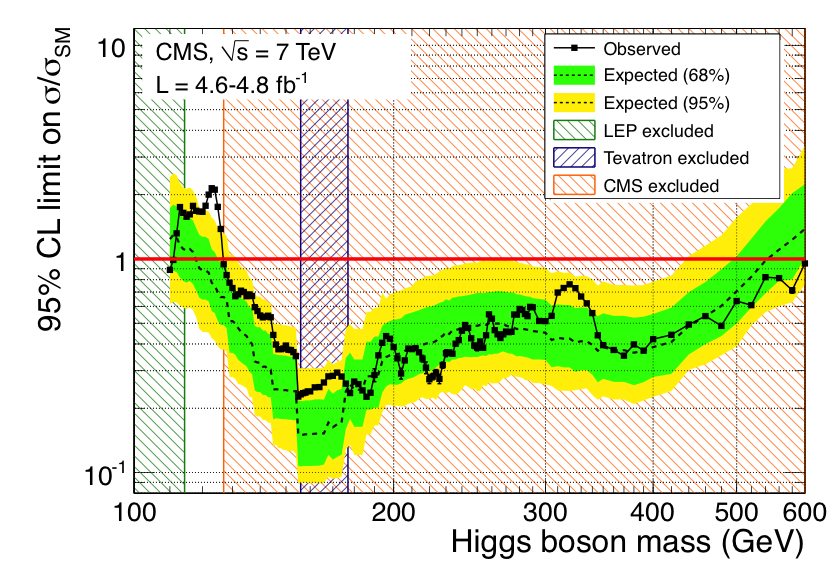 95% CL limit on σ/σSM
10
1
10-1
CMS, √s = 7 TeV
L = 4.6-4.8 fb-1
Observed
Expected (68%)
Expected (95%)
LEP excluded
Tevatron excluded
CMS excluded
100 200 300 400 500 600
Higgs boson mass (GeV)